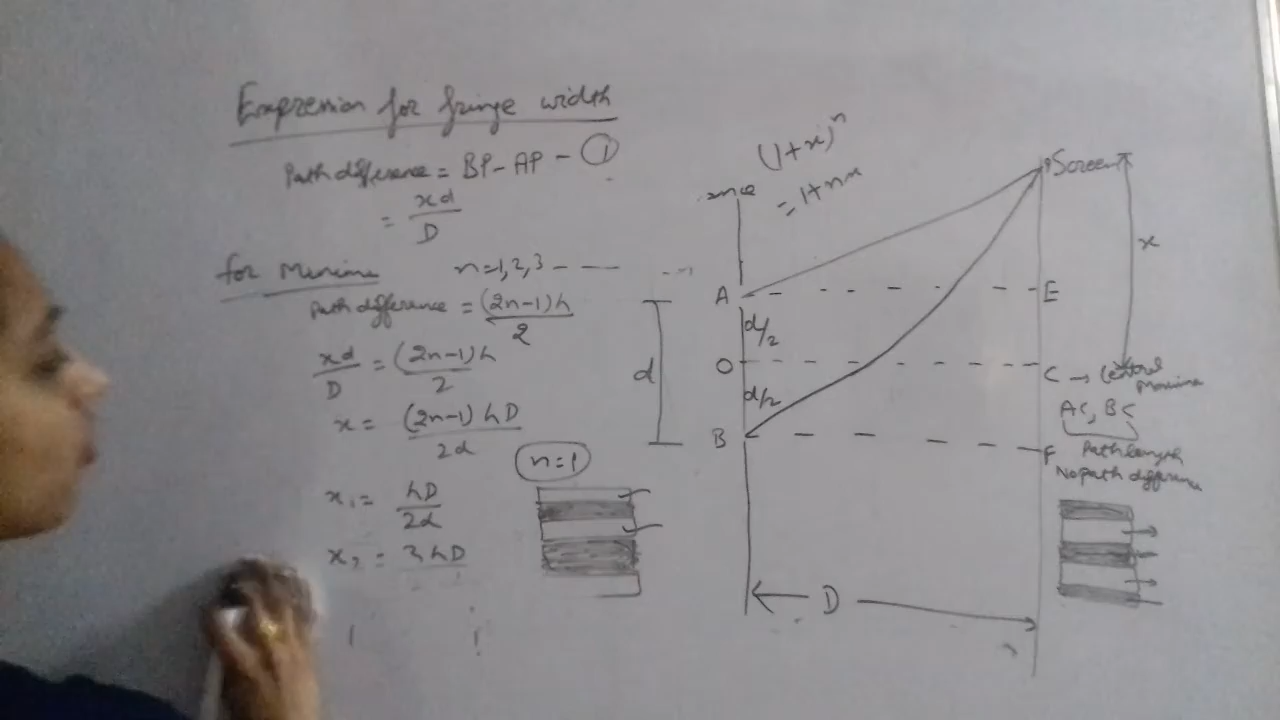 Expression for fringe width
Path difference = BP - AP - 1
= xd/D
for Minima n=1,2,3 - - -
Path difference = (2n-1)λ/2
xd/D = (2n-1)λ/2
x = (2n-1)λD/2d
n=1
x₁ = λD/2d
x₂ = 3λD
(1+x)ⁿ
= 1+nx
Screen
x
A
E
d/2
d
O
C → Central
d/2
AC, BC
B
F
Path length
No path difference
D